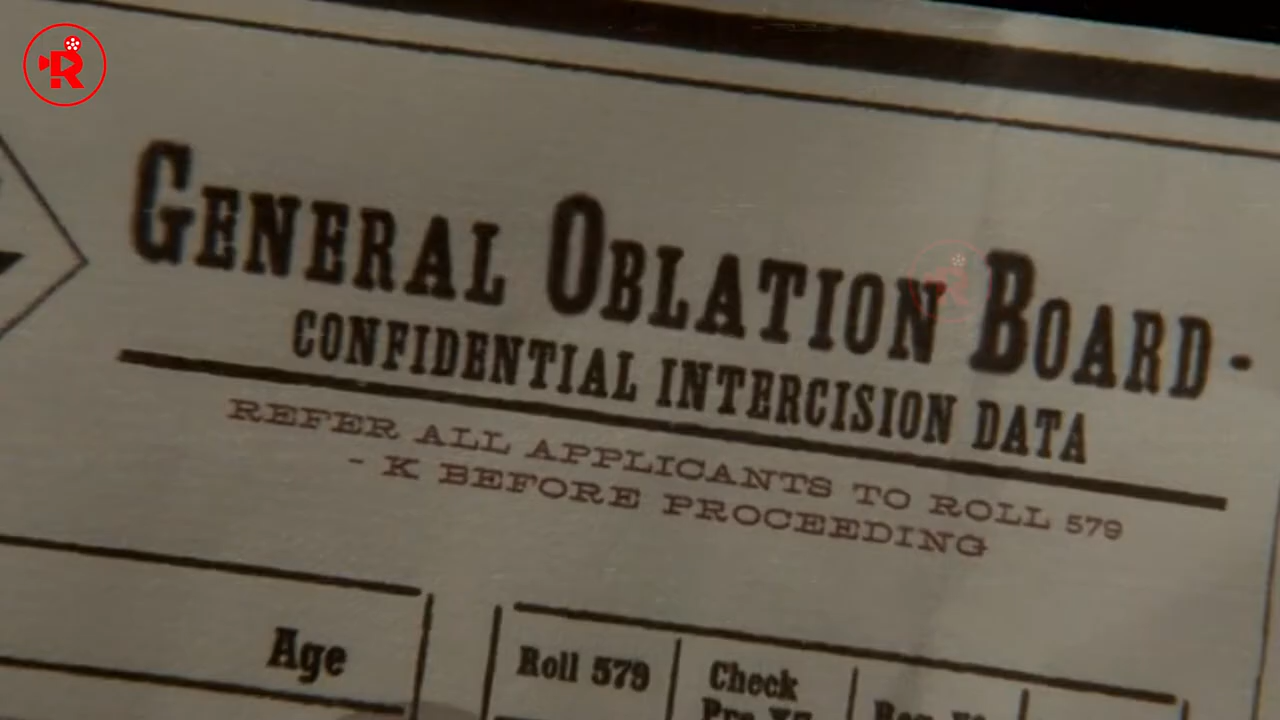 GENERAL OBLATION BOARD -
CONFIDENTIAL INTERCISION DATA
REFER ALL APPLICANTS TO ROLL 579
- K BEFORE PROCEEDING
Age
Roll 579
Check